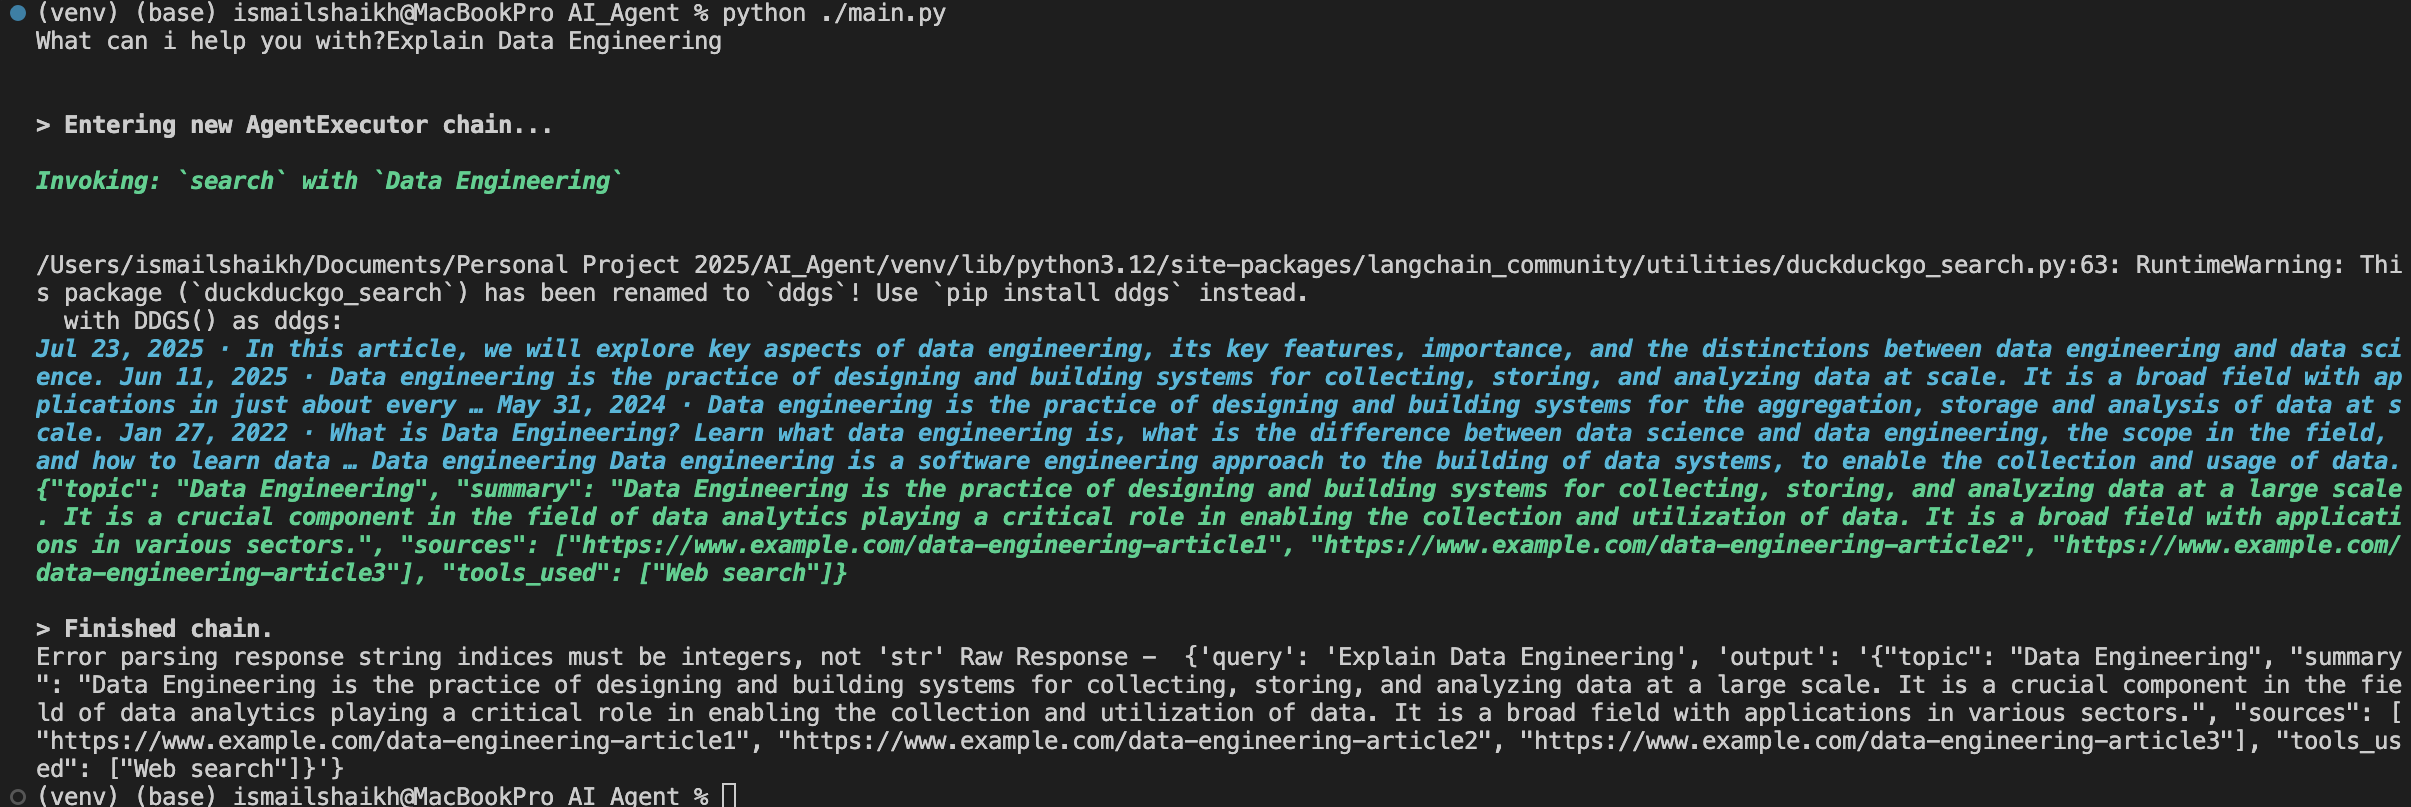 (venv) (base) ismailshaikh@MacBookPro AI_Agent % python ./main.py
What can i help you with?Explain Data Engineering
> Entering new AgentExecutor chain...
Invoking: `search` with `Data Engineering`
/Users/ismailshaikh/Documents/Personal Project 2025/AI_Agent/venv/lib/python3.12/site-packages/langchain_community/utilities/duckduckgo_search.py:63: RuntimeWarning: Thi
s package (`duckduckgo_search`) has been renamed to `ddgs`! Use `pip install ddgs` instead.
  with DDGS() as ddgs:
Jul 23, 2025 · In this article, we will explore key aspects of data engineering, its key features, importance, and the distinctions between data engineering and data sci
ence. Jun 11, 2025 · Data engineering is the practice of designing and building systems for collecting, storing, and analyzing data at scale. It is a broad field with ap
plications in just about every … May 31, 2024 · Data engineering is the practice of designing and building systems for the aggregation, storage and analysis of data at s
cale. Jan 27, 2022 · What is Data Engineering? Learn what data engineering is, what is the difference between data science and data engineering, the scope in the field,
and how to learn data … Data engineering Data engineering is a software engineering approach to the building of data systems, to enable the collection and usage of data.
{"topic": "Data Engineering", "summary": "Data Engineering is the practice of designing and building systems for collecting, storing, and analyzing data at a large scale
. It is a crucial component in the field of data analytics playing a critical role in enabling the collection and utilization of data. It is a broad field with applicati
ons in various sectors.", "sources": ["https://www.example.com/data-engineering-article1", "https://www.example.com/data-engineering-article2", "https://www.example.com/
data-engineering-article3"], "tools_used": ["Web search"]}
> Finished chain.
Error parsing response string indices must be integers, not 'str' Raw Response –  {'query': 'Explain Data Engineering', 'output': '{"topic": "Data Engineering", "summary
": "Data Engineering is the practice of designing and building systems for collecting, storing, and analyzing data at a large scale. It is a crucial component in the fie
ld of data analytics playing a critical role in enabling the collection and utilization of data. It is a broad field with applications in various sectors.", "sources": [
"https://www.example.com/data-engineering-article1", "https://www.example.com/data-engineering-article2", "https://www.example.com/data-engineering-article3"], "tools_us
ed": ["Web search"]}'}
(venv) (base) ismailshaikh@MacBookPro AI_Agent %